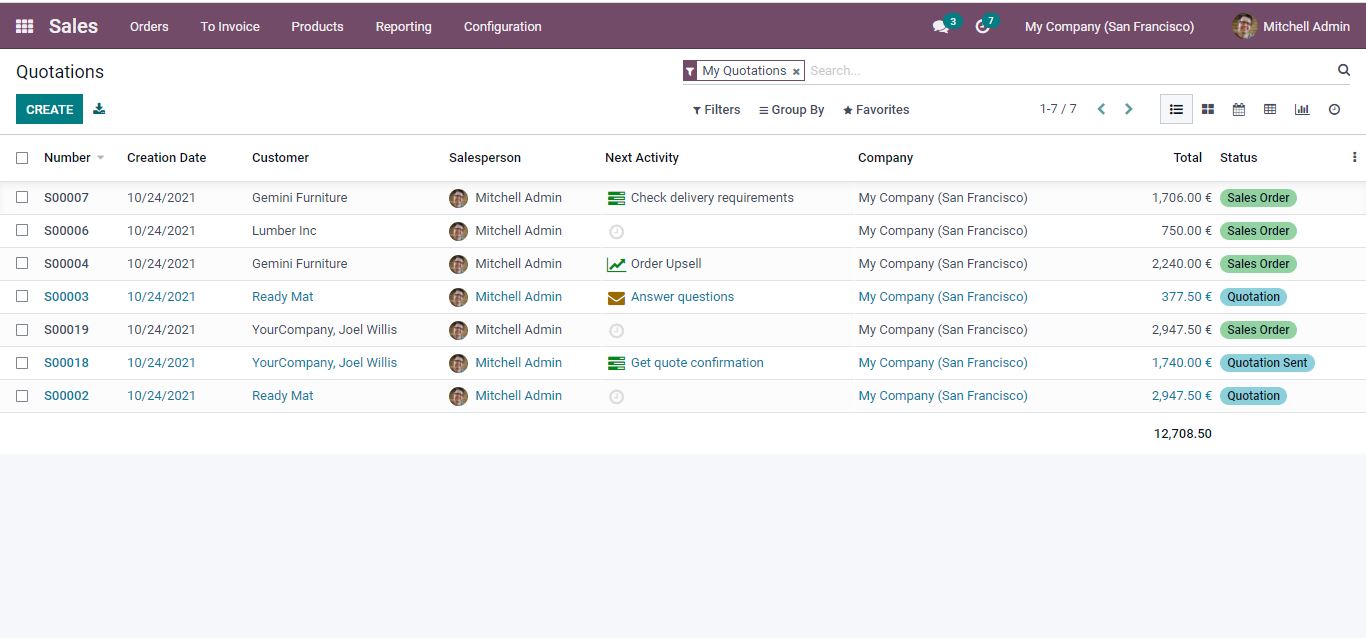 Sales Orders To Invoice Products Reporting Configuration 3 7 My Company (San Francisco) Mitchell Admin
Quotations My Quotations × Search...
CREATE Filters Group By Favorites 1-7 / 7
Number Creation Date Customer Salesperson Next Activity Company Total Status
S00007 10/24/2021 Gemini Furniture Mitchell Admin Check delivery requirements My Company (San Francisco) 1,706.00 € Sales Order
S00006 10/24/2021 Lumber Inc Mitchell Admin My Company (San Francisco) 750.00 € Sales Order
S00004 10/24/2021 Gemini Furniture Mitchell Admin Order Upsell My Company (San Francisco) 2,240.00 € Sales Order
S00003 10/24/2021 Ready Mat Mitchell Admin Answer questions My Company (San Francisco) 377.50 € Quotation
S00019 10/24/2021 YourCompany, Joel Willis Mitchell Admin My Company (San Francisco) 2,947.50 € Sales Order
S00018 10/24/2021 YourCompany, Joel Willis Mitchell Admin Get quote confirmation My Company (San Francisco) 1,740.00 € Quotation Sent
S00002 10/24/2021 Ready Mat Mitchell Admin My Company (San Francisco) 2,947.50 € Quotation
12,708.50